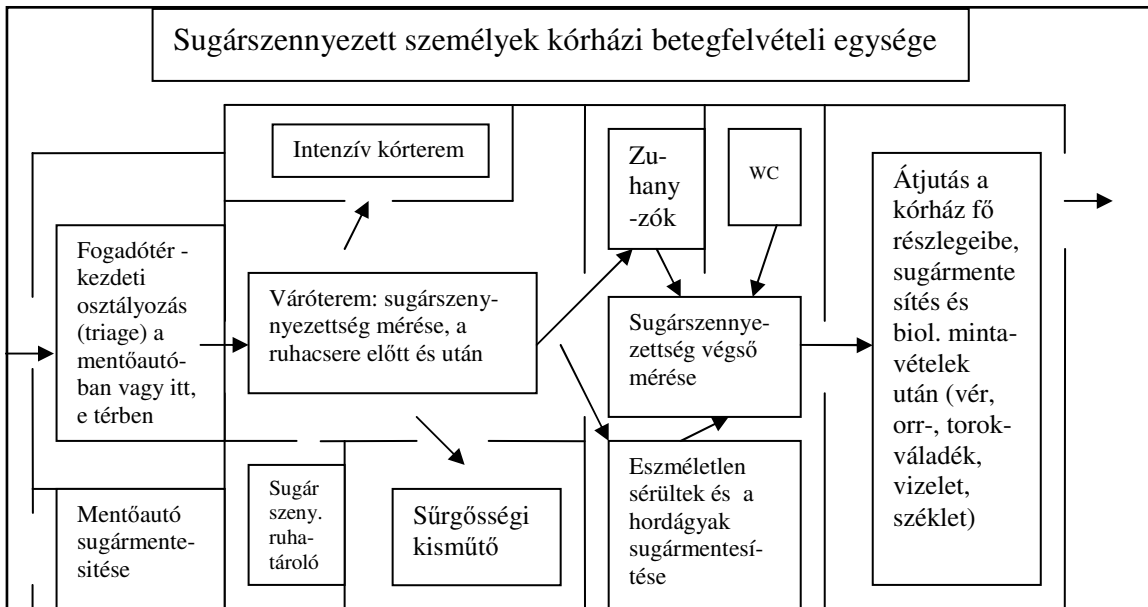 Sugárszennyezett személyek kórházi betegfelvételi egysége
Intenzív kórterem
Zu-
hany
-zók
WC
Átjutás a
kórház fő
részlegeibe,
sugármente
sítés és
biol. minta-
vételek
után (vér,
orr-, torok-
váladék,
vizelet,
széklet)
Fogadótér -
kezdeti
osztályozás
(triage) a
mentőautó-
ban vagy itt,
e térben
Váróterem: sugárszeny-
nyezettség mérése, a
ruhacsere előtt és után
Sugárszennye-
zettség végső
mérése
Mentőautó
sugármente-
sitése
Sugár
szeny.
ruha-
tároló
Sűrgősségi
kisműtő
Eszméletlen
sérültek és a
hordágyak
sugármentesí-
tése